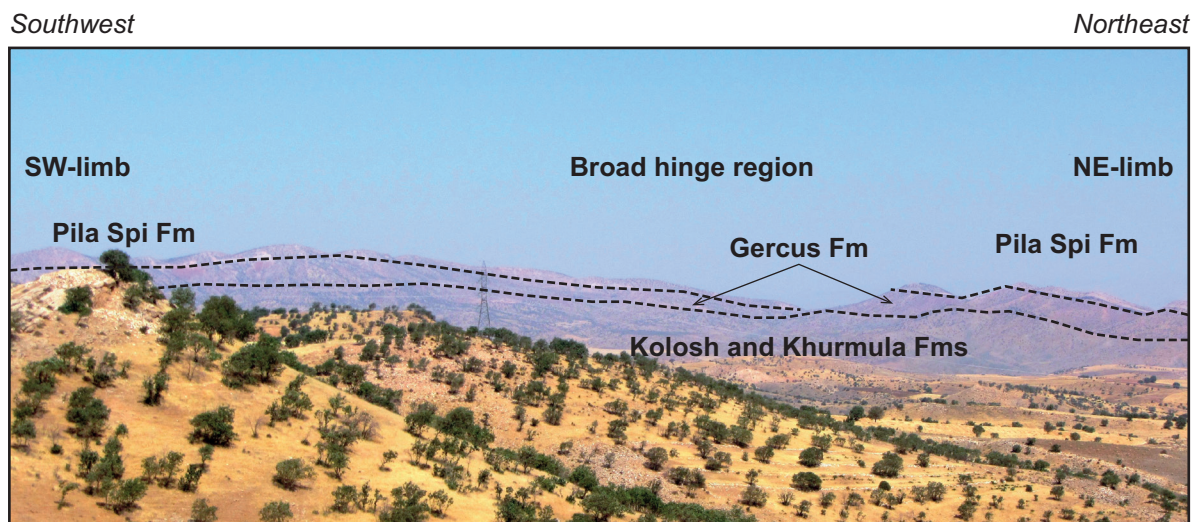 Southwest
Northeast
SW-limb
Broad hinge region
NE-limb
Pila Spi Fm
Gercus Fm
Pila Spi Fm
Kolosh and Khurmula Fms